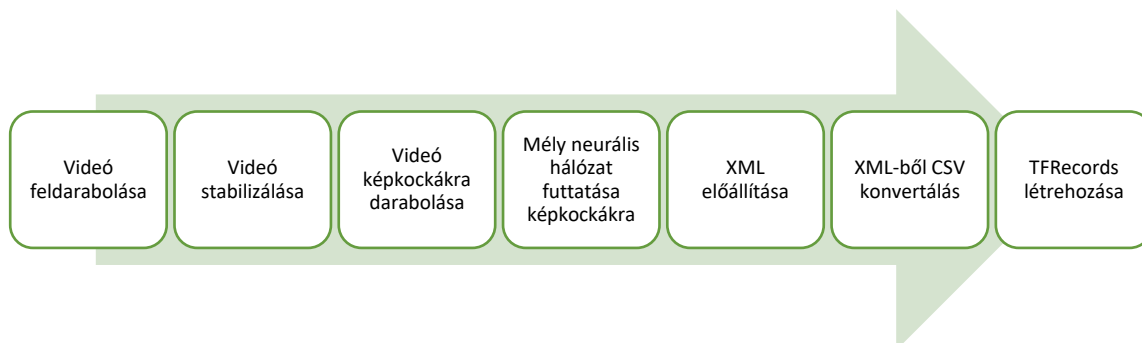 Videó
feldarabolása
Videó
stabilizálása
Videó
képkockákra
darabolása
Mély neurális
hálózat
futtatása
képkockákra
XML
előállítása
XML-ből CSV
konvertálás
TFRecords
létrehozása